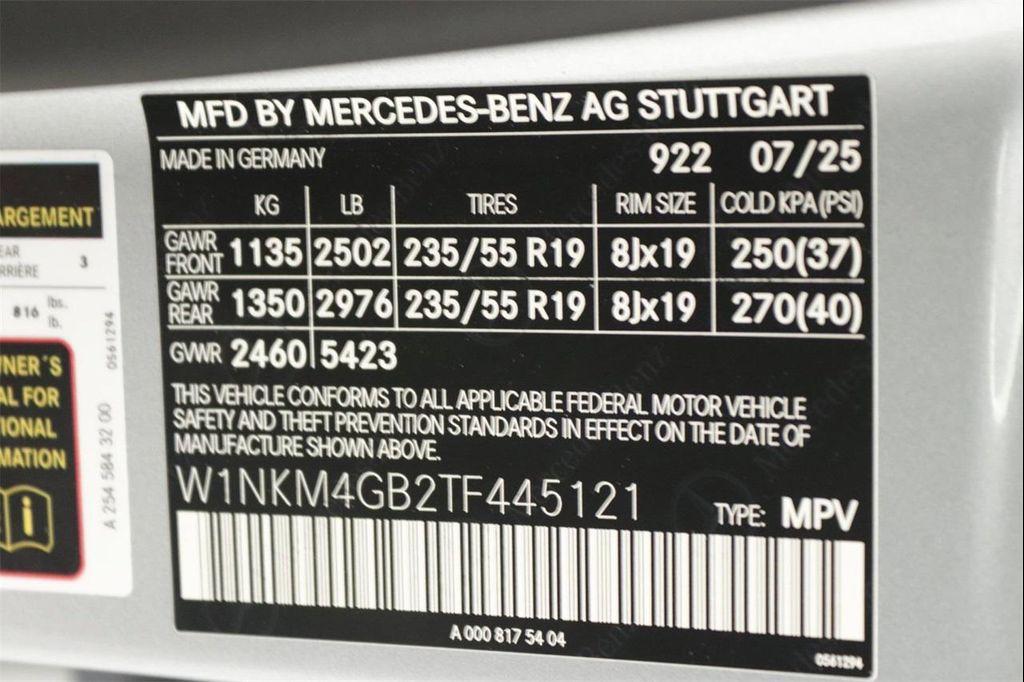 MFD BY MERCEDES-BENZ AG STUTTGART
MADE IN GERMANY 922 07/25
KG LB TIRES RIM SIZE COLD KPA (PSI)
GAWR FRONT 1135 2502 235/55 R19 8Jx19 250(37)
GAWR REAR 1350 2976 235/55 R19 8Jx19 270(40)
GVWR 2460 5423
THIS VEHICLE CONFORMS TO ALL APPLICABLE FEDERAL MOTOR VEHICLE
SAFETY AND THEFT PREVENTION STANDARDS IN EFFECT ON THE DATE OF
MANUFACTURE SHOWN ABOVE.
W1NKM4GB2TF445121
TYPE: MPV
A 000 817 54 04
0561294
ARGEMENT
EAR
RRIÈRE 3
816 lbs.
lb.
NER´S
AL FOR
IONAL
MATION
i
0561294
A 254 584 32 00